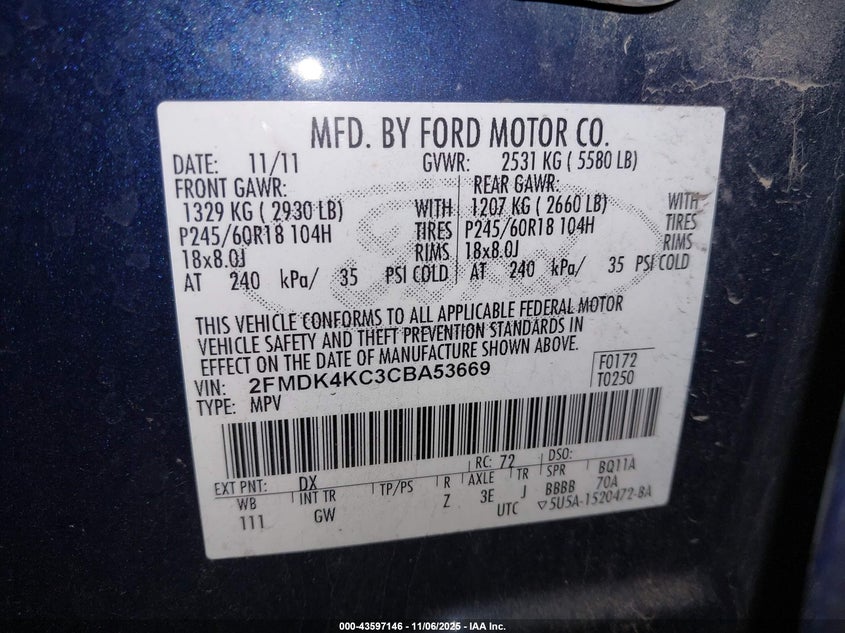 MFD. BY FORD MOTOR CO.
DATE: 11/11 GVWR: 2531 KG ( 5580 LB)
FRONT GAWR: REAR GAWR:
1329 KG ( 2930 LB) WITH 1207 KG ( 2660 LB) WITH
P245/60R18 104H TIRES P245/60R18 104H TIRES
18x8.0J RIMS 18x8.0J RIMS
AT 240 kPa/ 35 PSI COLD AT 240 kPa/ 35 PSI COLD
THIS VEHICLE CONFORMS TO ALL APPLICABLE FEDERAL MOTOR
VEHICLE SAFETY AND THEFT PREVENTION STANDARDS IN
EFFECT ON THE DATE OF MANUFACTURE SHOWN ABOVE.
VIN: 2FMDK4KC3CBA53669 F0172
TYPE: MPV T0250
EXT PNT: DX RC: 72 DSO:
WB INT TR TP/PS R AXLE TR SPR BQ11A
111 GW Z 3E J BBBB 70A
UTC ▽5U5A-1520472-BA
000-43597146 - 11/06/2025 - IAA Inc.